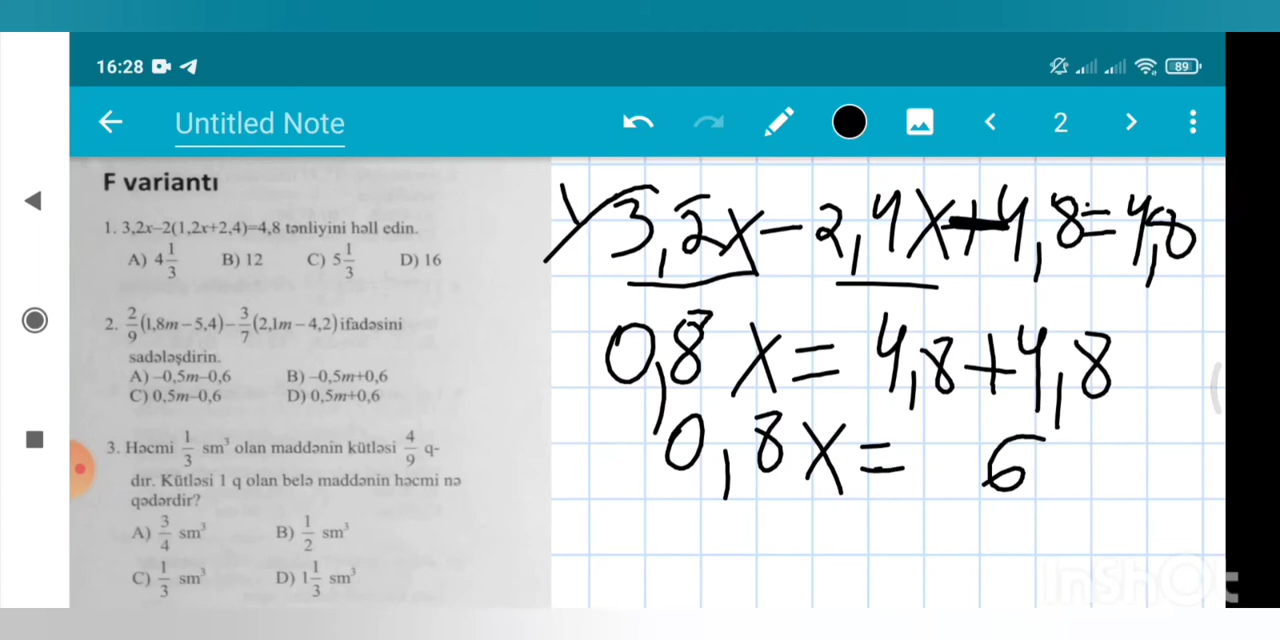 16:28
89
Untitled Note
2
F variantı
1. 3,2x–2(1,2x+2,4)=4,8 tənliyini həll edin.
A) 4 1/3 B) 12 C) 5 1/3 D) 16
2. 2/9 (1,8m – 5,4) – 3/7 (2,1m – 4,2) ifadəsini
sadələşdirin.
A) –0,5m–0,6 B) –0,5m+0,6
C) 0,5m–0,6 D) 0,5m+0,6
3. Həcmi 1/3 sm³ olan maddənin kütləsi 4/9 q-
dır. Kütləsi 1 q olan belə maddənin həcmi nə
qədərdir?
A) 3/4 sm³ B) 1/2 sm³
C) 1/3 sm³ D) 1 1/3 sm³
1) 3,2x – 2,4x – 4,8 = 4,8
0,8x = 4,8 + 4,8
0,8x = 6
InShOt